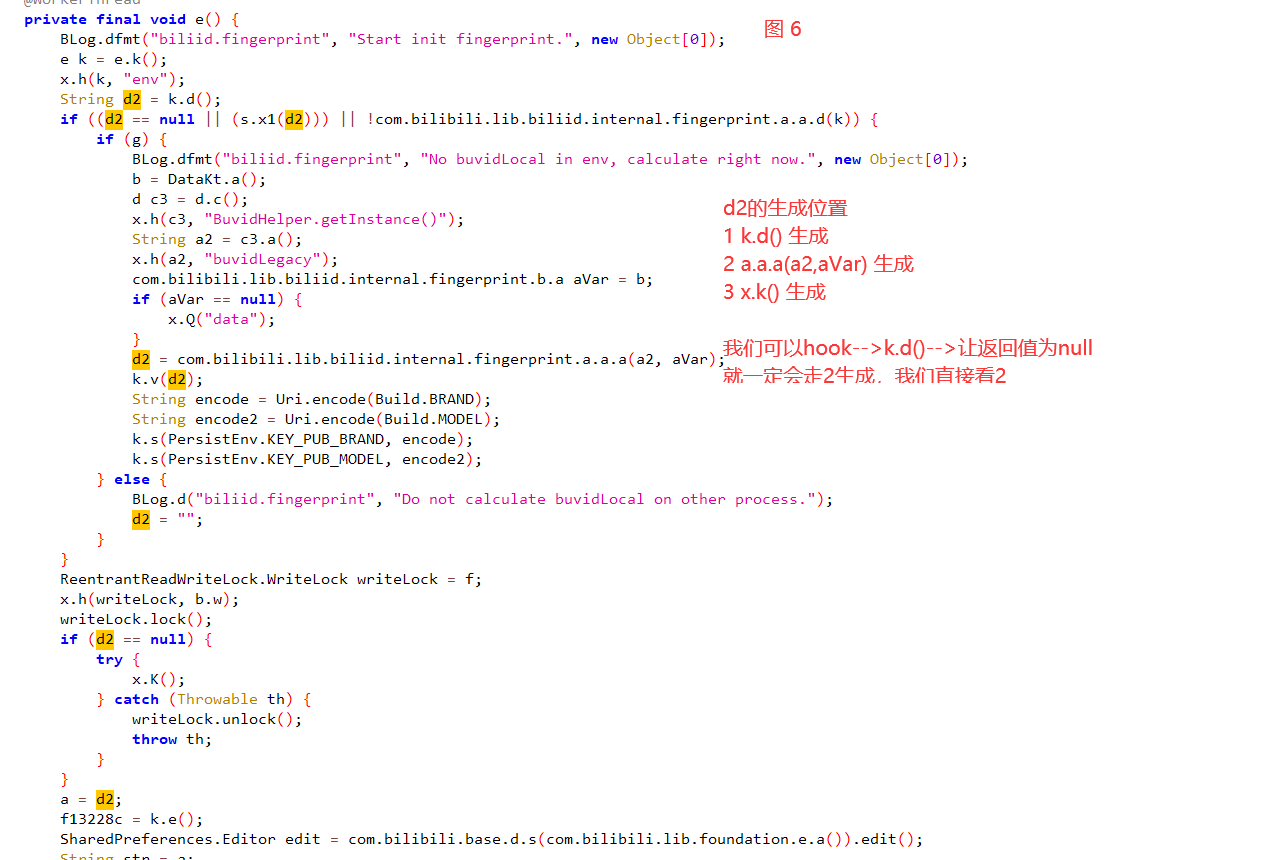 @WorkerThread
private final void e() {
BLog.dfmt("biliid.fingerprint", "Start init fingerprint.", new Object[0]);
图 6
e k = e.k();
x.h(k, "env");
String d2 = k.d();
if ((d2 == null || (s.x1(d2))) || !com.bilibili.lib.biliid.internal.fingerprint.a.a.d(k)) {
if (g) {
BLog.dfmt("biliid.fingerprint", "No buvidLocal in env, calculate right now.", new Object[0]);
b = DataKt.a();
d c3 = d.c();
x.h(c3, "BuvidHelper.getInstance()");
String a2 = c3.a();
x.h(a2, "buvidLegacy");
com.bilibili.lib.biliid.internal.fingerprint.b.a aVar = b;
if (aVar == null) {
x.Q("data");
}
d2 = com.bilibili.lib.biliid.internal.fingerprint.a.a.a(a2, aVar);
k.v(d2);
String encode = Uri.encode(Build.BRAND);
String encode2 = Uri.encode(Build.MODEL);
k.s(PersistEnv.KEY_PUB_BRAND, encode);
k.s(PersistEnv.KEY_PUB_MODEL, encode2);
} else {
BLog.d("biliid.fingerprint", "Do not calculate buvidLocal on other process.");
d2 = "";
}
}
ReentrantReadWriteLock.WriteLock writeLock = f;
x.h(writeLock, b.w);
writeLock.lock();
if (d2 == null) {
try {
x.K();
} catch (Throwable th) {
writeLock.unlock();
throw th;
}
}
a = d2;
f13228c = k.e();
SharedPreferences.Editor edit = com.bilibili.base.d.s(com.bilibili.lib.foundation.e.a()).edit();
String str = a;
d2的生成位置
1 k.d() 生成
2 a.a.a(a2,aVar) 生成
3 x.k() 生成
我们可以hook-->k.d()-->让返回值为null
就一定会走2生成，我们直接看2